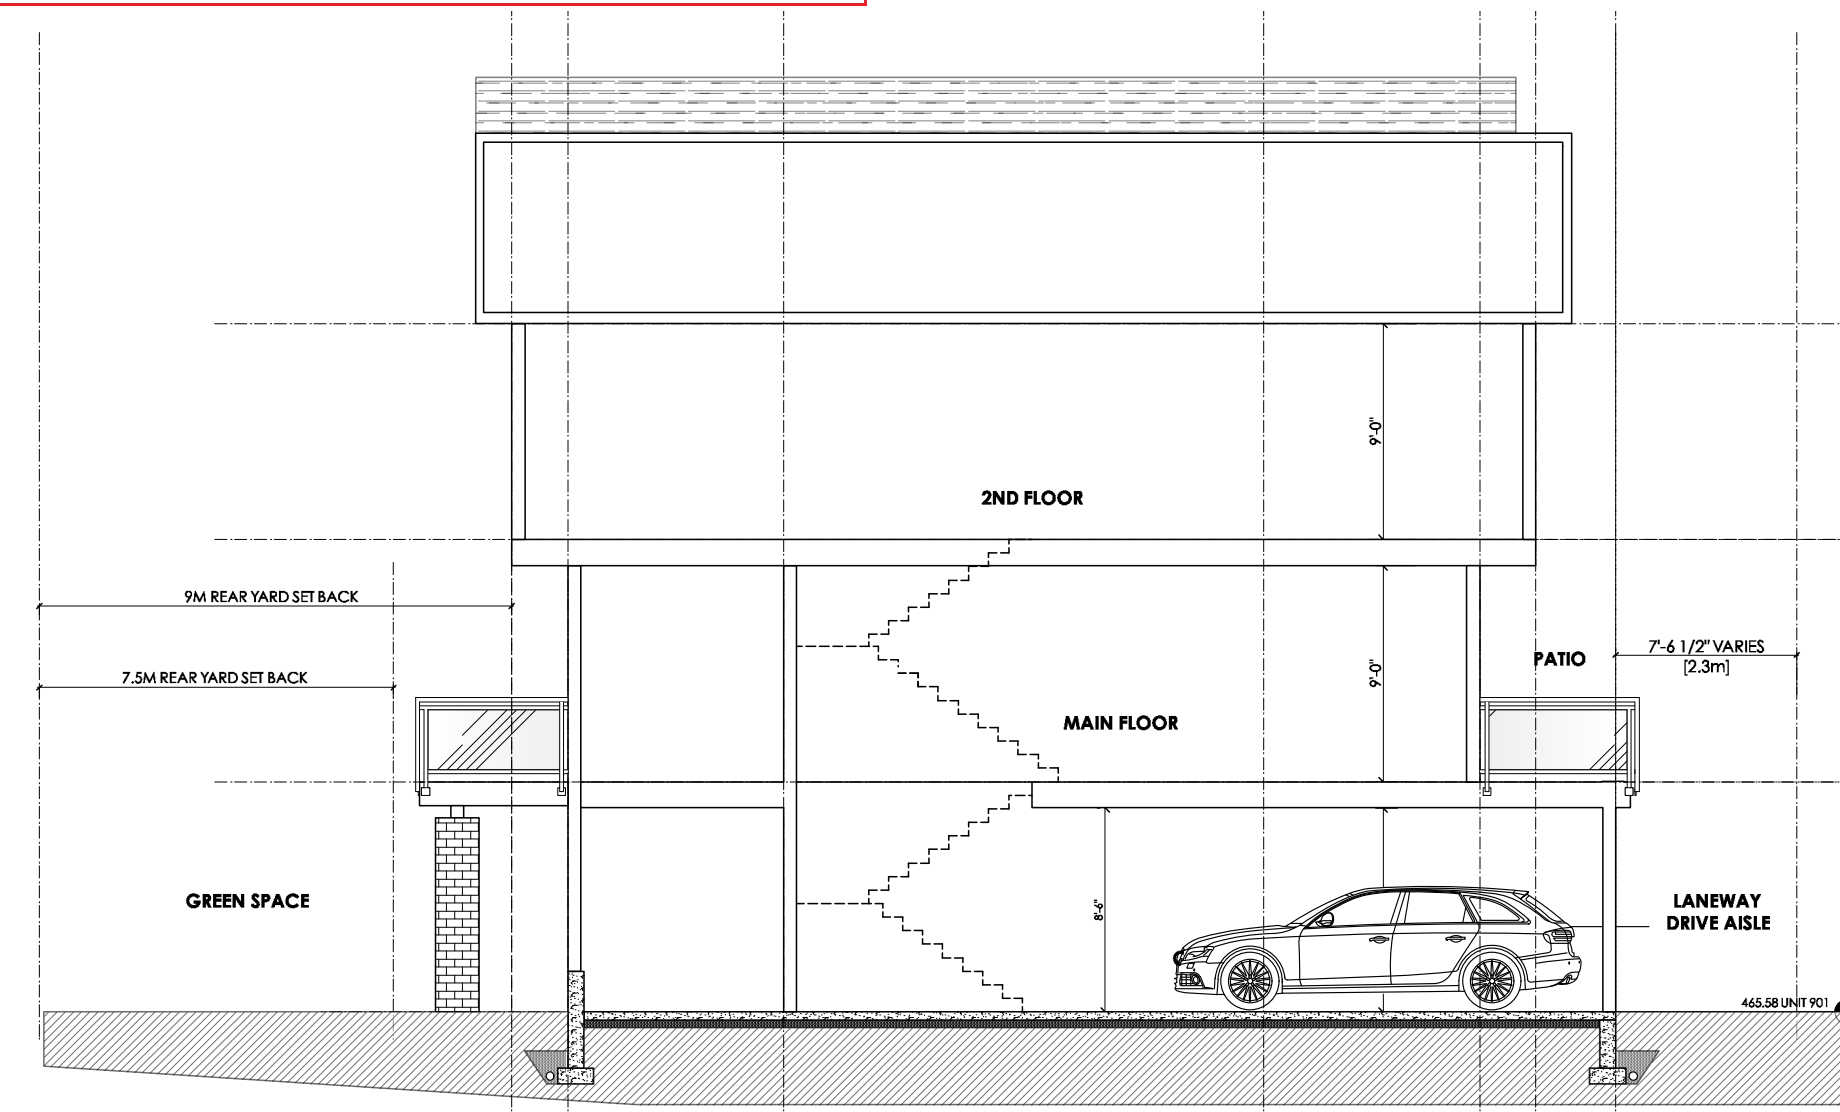 9'-0"
2ND FLOOR
9M REAR YARD SET BACK
7'-6 1/2" VARIES
[2.3m]
PATIO
9'-0"
7.5M REAR YARD SET BACK
MAIN FLOOR
GREEN SPACE
8'-6"
LANEWAY
DRIVE AISLE
465.58 UNIT 901